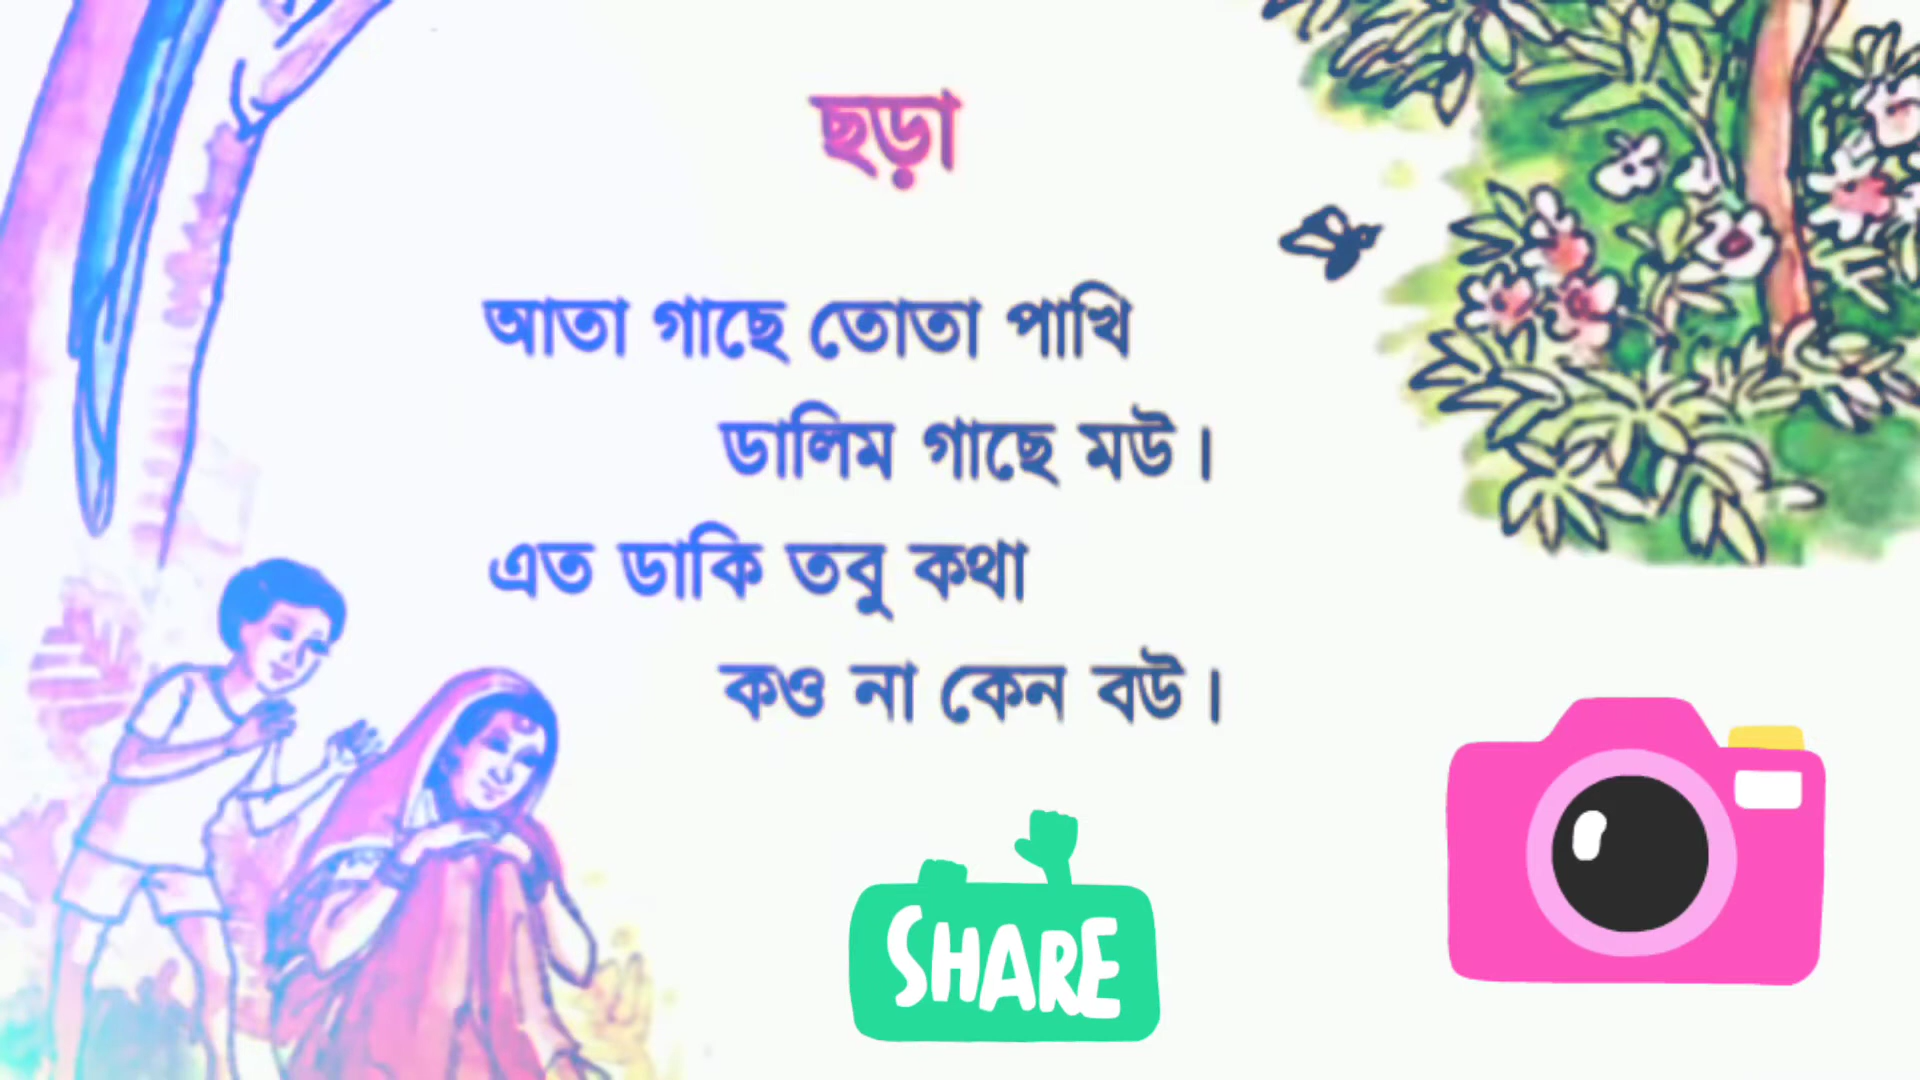 ছড়া
আতা গাছে তোতা পাখি
ডালিম গাছে মউ।
এত ডাকি তবু কথা
কও না কেন বউ।
SHARE